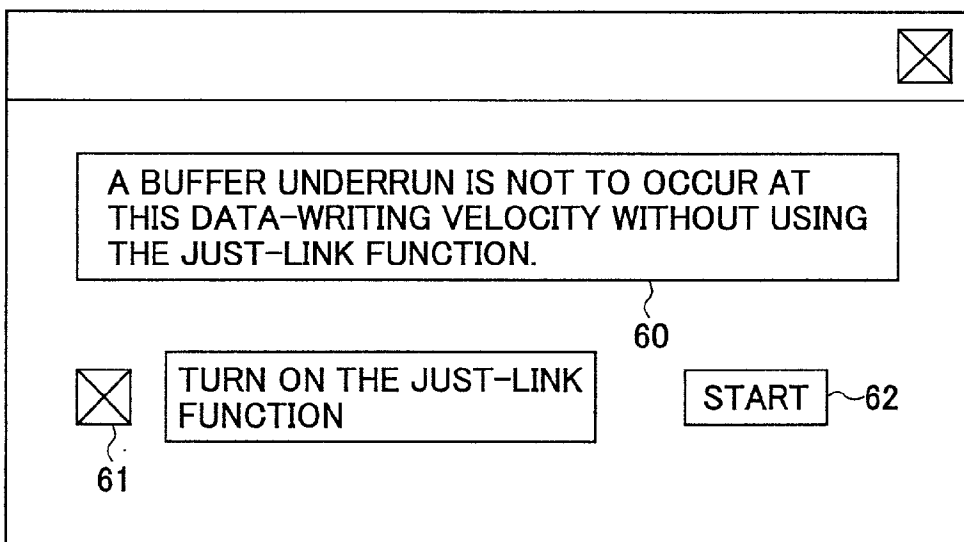 A BUFFER UNDERRUN IS NOT TO OCCUR AT
THIS DATA-WRITING VELOCITY WITHOUT USING
THE JUST-LINK FUNCTION.
60
TURN ON THE JUST-LINK
FUNCTION
START
62
61